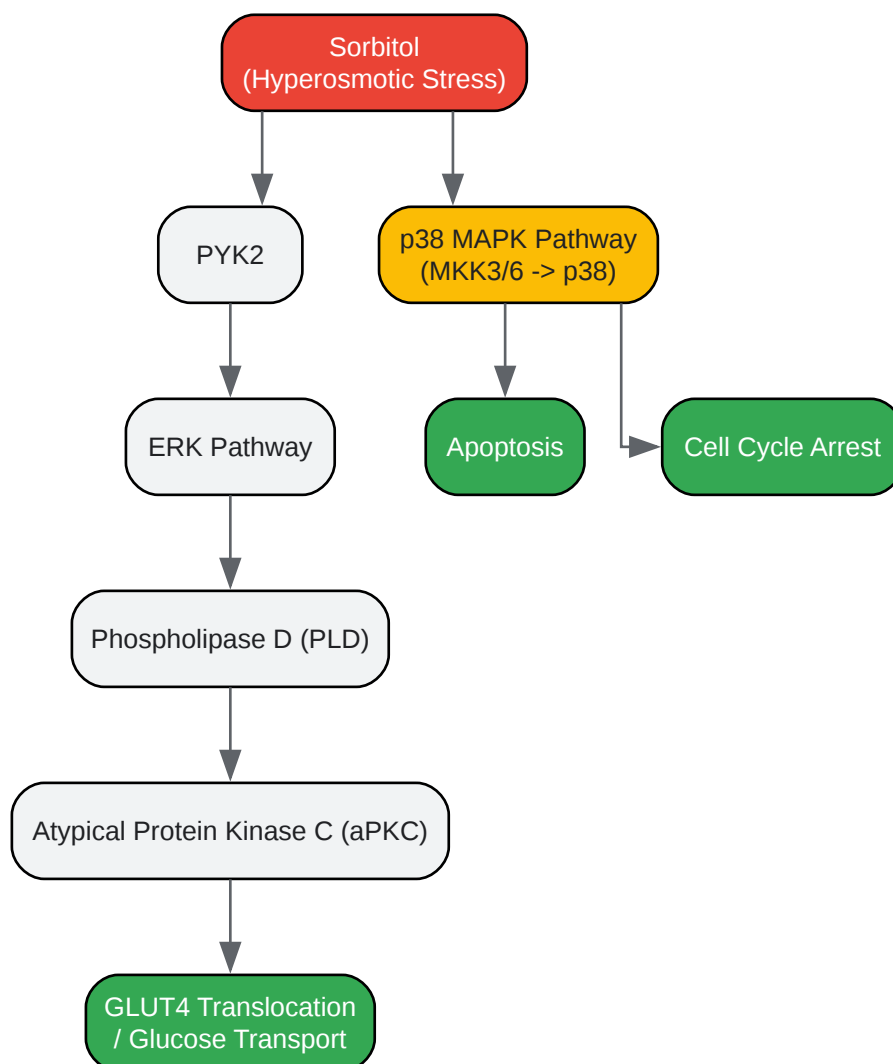 Sorbitol
(Hyperosmotic Stress)
PYK2
p38 MAPK Pathway
(MKK3/6 -> p38)
ERK Pathway
Apoptosis
Cell Cycle Arrest
Phospholipase D (PLD)
Atypical Protein Kinase C (aPKC)
GLUT4 Translocation
/ Glucose Transport